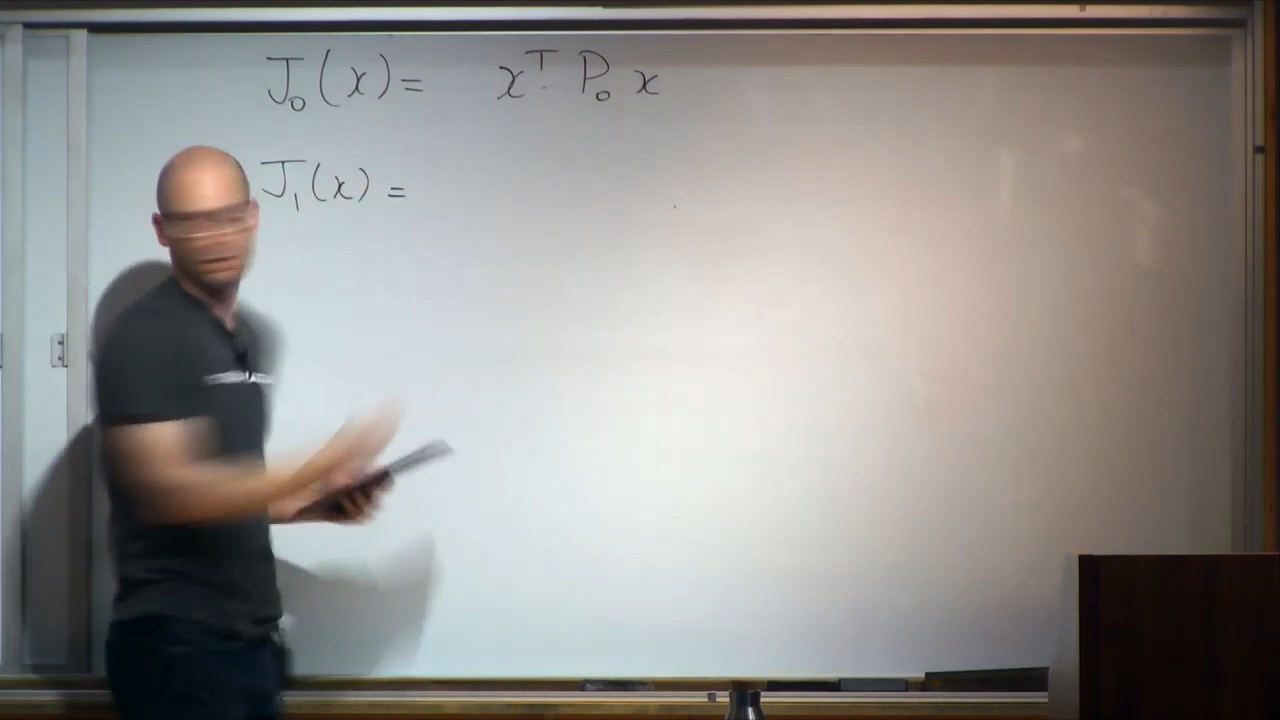 J₀(x) = xᵀ P₀ x
J₁(x) =